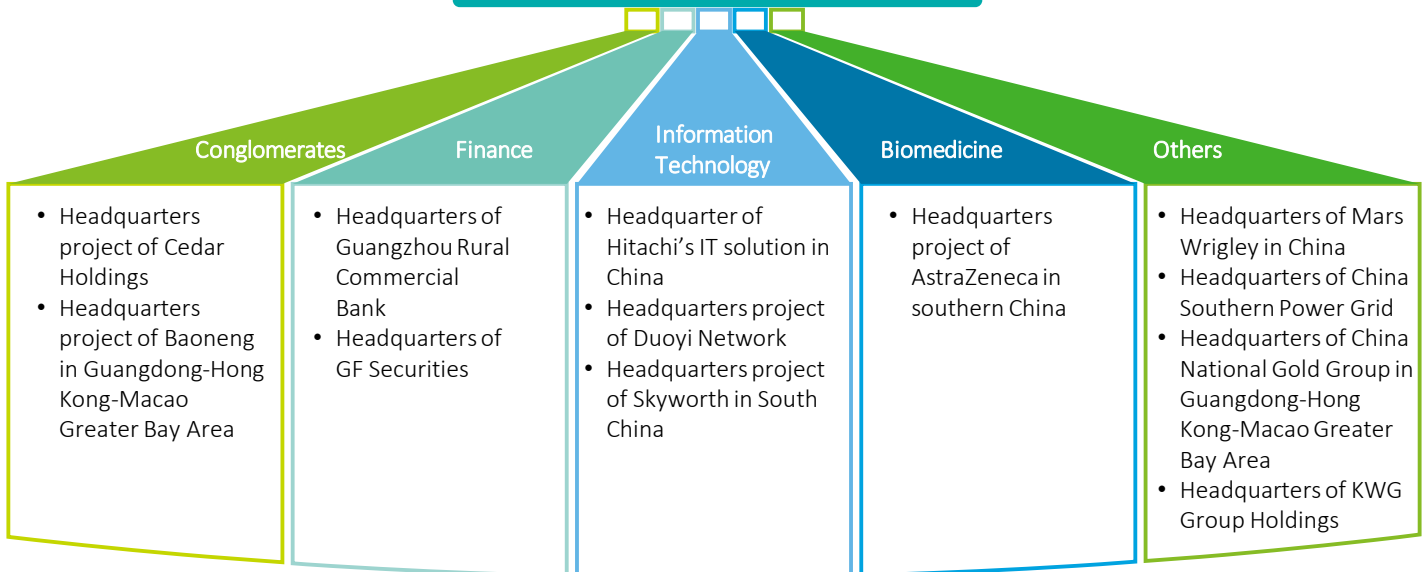 Conglomerates
• Headquarters
project of Cedar
Holdings
• Headquarters
project of Baoneng
in Guangdong-Hong
Kong-Macao
Greater Bay Area
Finance
• Headquarters of
Guangzhou Rural
Commercial
Bank
• Headquarters of
GF Securities
Information
Technology
• Headquarter of
Hitachi’s IT solution in
China
• Headquarters project
of Duoyi Network
• Headquarters project
of Skyworth in South
China
Biomedicine
• Headquarters
project of
AstraZeneca in
southern China
Others
• Headquarters of Mars
Wrigley in China
• Headquarters of China
Southern Power Grid
• Headquarters of China
National Gold Group in
Guangdong-Hong
Kong-Macao Greater
Bay Area
• Headquarters of KWG
Group Holdings